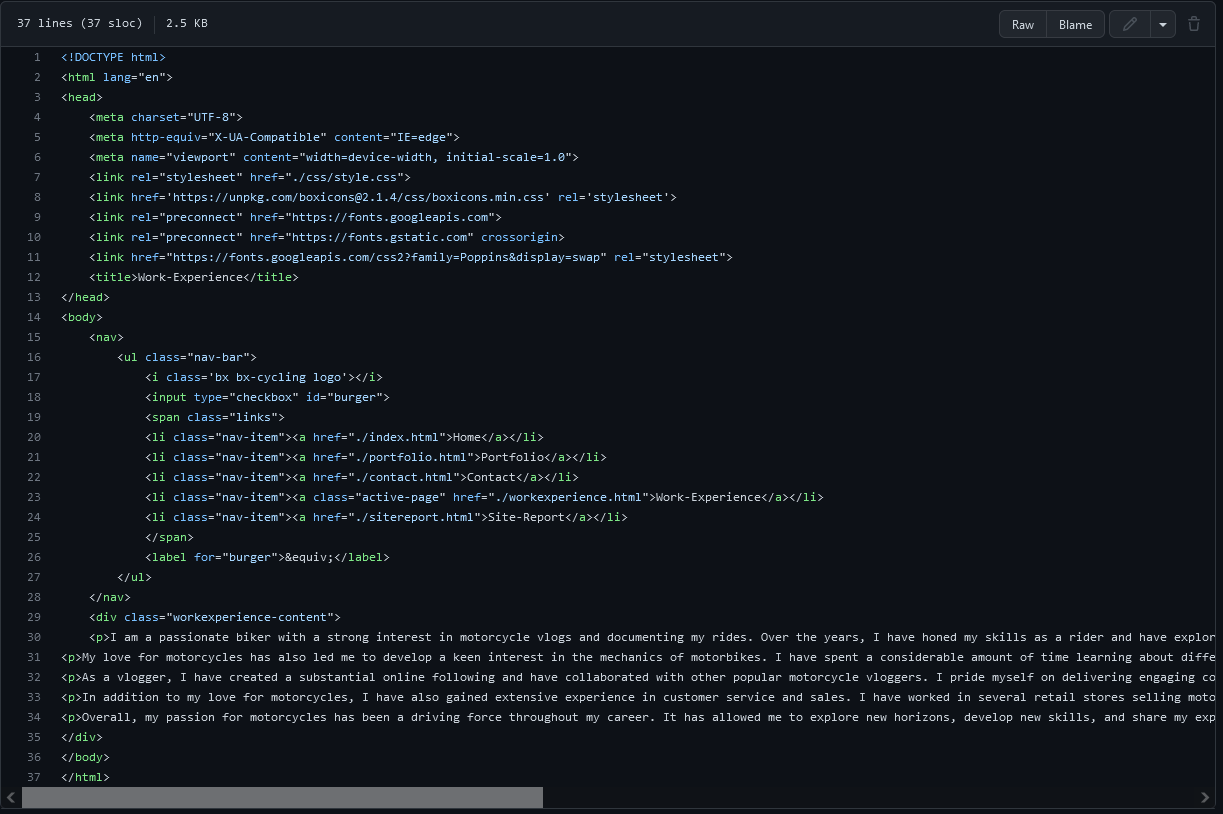 37 lines (37 sloc) 2.5 KB Raw Blame
1 <!DOCTYPE html>
2 <html lang="en">
3 <head>
4     <meta charset="UTF-8">
5     <meta http-equiv="X-UA-Compatible" content="IE=edge">
6     <meta name="viewport" content="width=device-width, initial-scale=1.0">
7     <link rel="stylesheet" href="./css/style.css">
8     <link href='https://unpkg.com/boxicons@2.1.4/css/boxicons.min.css' rel='stylesheet'>
9     <link rel="preconnect" href="https://fonts.googleapis.com">
10     <link rel="preconnect" href="https://fonts.gstatic.com" crossorigin>
11     <link href="https://fonts.googleapis.com/css2?family=Poppins&display=swap" rel="stylesheet">
12     <title>Work-Experience</title>
13 </head>
14 <body>
15     <nav>
16         <ul class="nav-bar">
17             <i class='bx bx-cycling logo'></i>
18             <input type="checkbox" id="burger">
19             <span class="links">
20             <li class="nav-item"><a href="./index.html">Home</a></li>
21             <li class="nav-item"><a href="./portfolio.html">Portfolio</a></li>
22             <li class="nav-item"><a href="./contact.html">Contact</a></li>
23             <li class="nav-item"><a class="active-page" href="./workexperience.html">Work-Experience</a></li>
24             <li class="nav-item"><a href="./sitereport.html">Site-Report</a></li>
25             </span>
26             <label for="burger">&equiv;</label>
27         </ul>
28     </nav>
29     <div class="workexperience-content">
30     <p>I am a passionate biker with a strong interest in motorcycle vlogs and documenting my rides. Over the years, I have honed my skills as a rider and have explor
31 <p>My love for motorcycles has also led me to develop a keen interest in the mechanics of motorbikes. I have spent a considerable amount of time learning about diffe
32 <p>As a vlogger, I have created a substantial online following and have collaborated with other popular motorcycle vloggers. I pride myself on delivering engaging co
33 <p>In addition to my love for motorcycles, I have also gained extensive experience in customer service and sales. I have worked in several retail stores selling moto
34 <p>Overall, my passion for motorcycles has been a driving force throughout my career. It has allowed me to explore new horizons, develop new skills, and share my exp
35 </div>
36 </body>
37 </html>